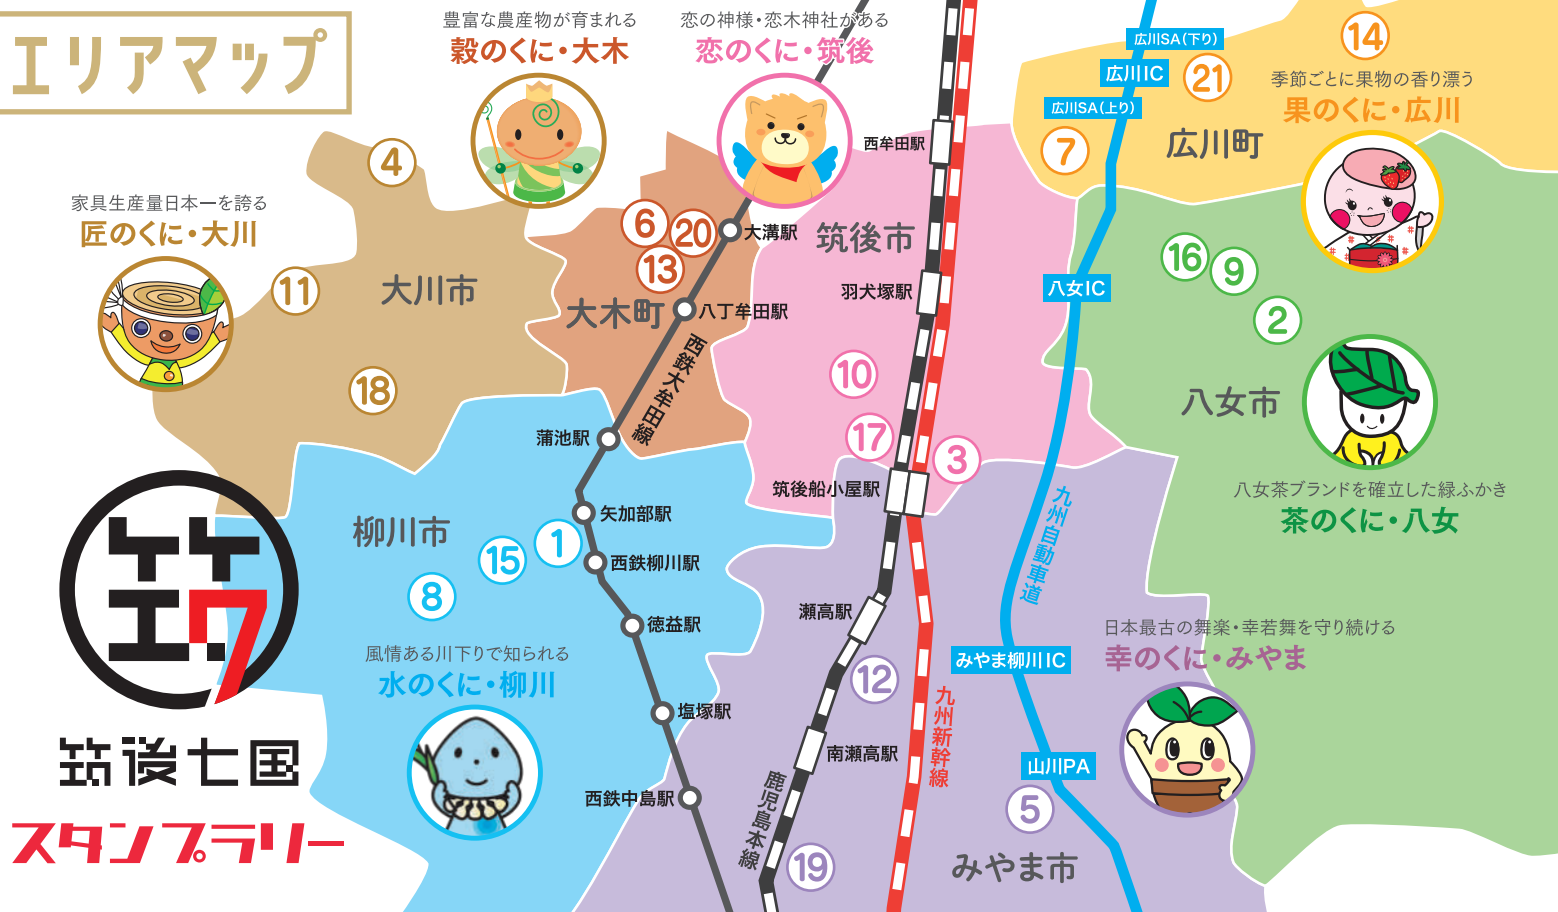 エリアマップ
豊富な農産物が育まれる
穀のくに・大木
恋の神様・恋木神社がある
恋のくに・筑後
広川SA(下り)
広川IC
広川SA(上り)
14
21
季節ごとに果物の香り漂う
果のくに・広川
7
広川町
西牟田駅
4
家具生産量日本一を誇る
匠のくに・大川
6
20
13
大溝駅
筑後市
16
9
2
11
大川市
大木町
八丁牟田駅
羽犬塚駅
八女IC
西鉄大牟田線
18
10
17
3
八女市
蒲池駅
筑後船小屋駅
八女茶ブランドを確立した緑ふかき
茶のくに・八女
柳川市
矢加部駅
1
15
西鉄柳川駅
8
九州自動車道
瀬高駅
徳益駅
日本最古の舞楽・幸若舞を守り続ける
幸のくに・みやま
風情ある川下りで知られる
水のくに・柳川
みやま柳川IC
12
塩塚駅
九州新幹線
南瀬高駅
山川PA
筑7
筑後七国
スタンプラリー
西鉄中島駅
鹿児島本線
5
19
みやま市